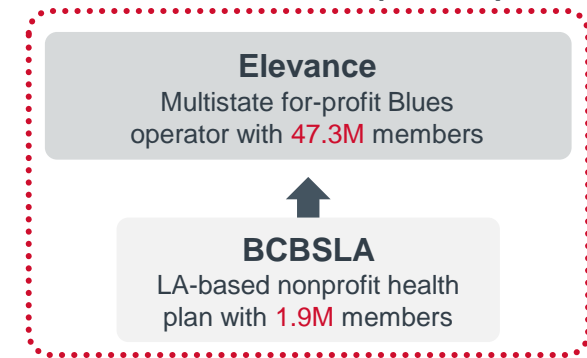 Elevance
Multistate for-profit Blues
operator with 47.3M members
BCBSLA
LA-based nonprofit health
plan with 1.9M members